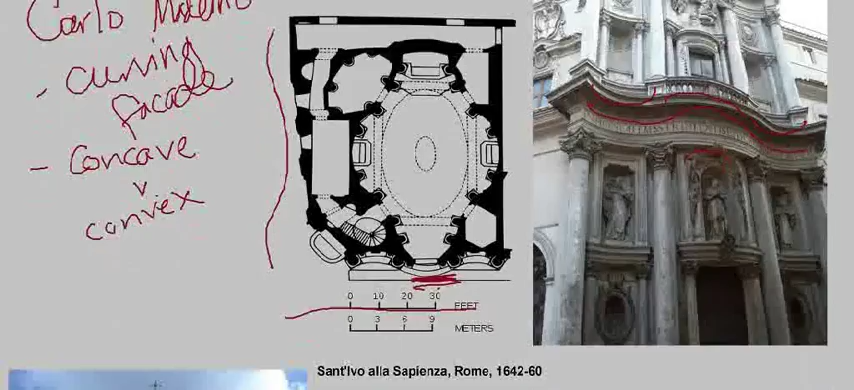 Carlo
- curving
facade
- Concave
v
convex
0 10 20 30 FEET
0 3 6 9 METERS
Sant'Ivo alla Sapienza, Rome, 1642-60